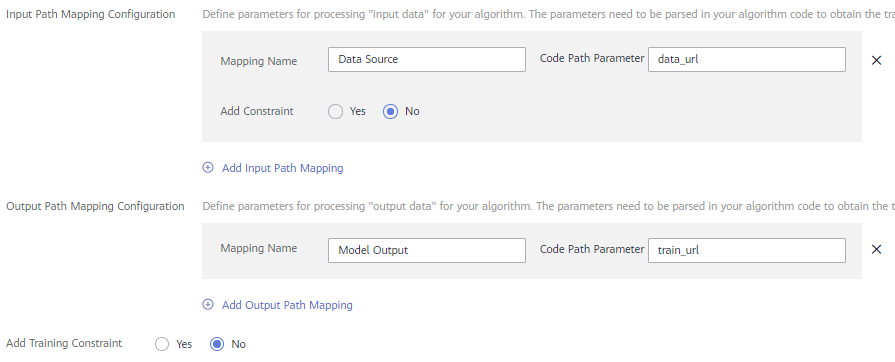 Input Path Mapping Configuration Define parameters for processing "input data" for your algorithm. The parameters need to be parsed in your algorithm code to obtain the tra
Mapping Name Data Source Code Path Parameter data_url
Add Constraint Yes No
Add Input Path Mapping
Output Path Mapping Configuration Define parameters for processing "output data" for your algorithm. The parameters need to be parsed in your algorithm code to obtain the t
Mapping Name Model Output Code Path Parameter train_url
Add Output Path Mapping
Add Training Constraint Yes No